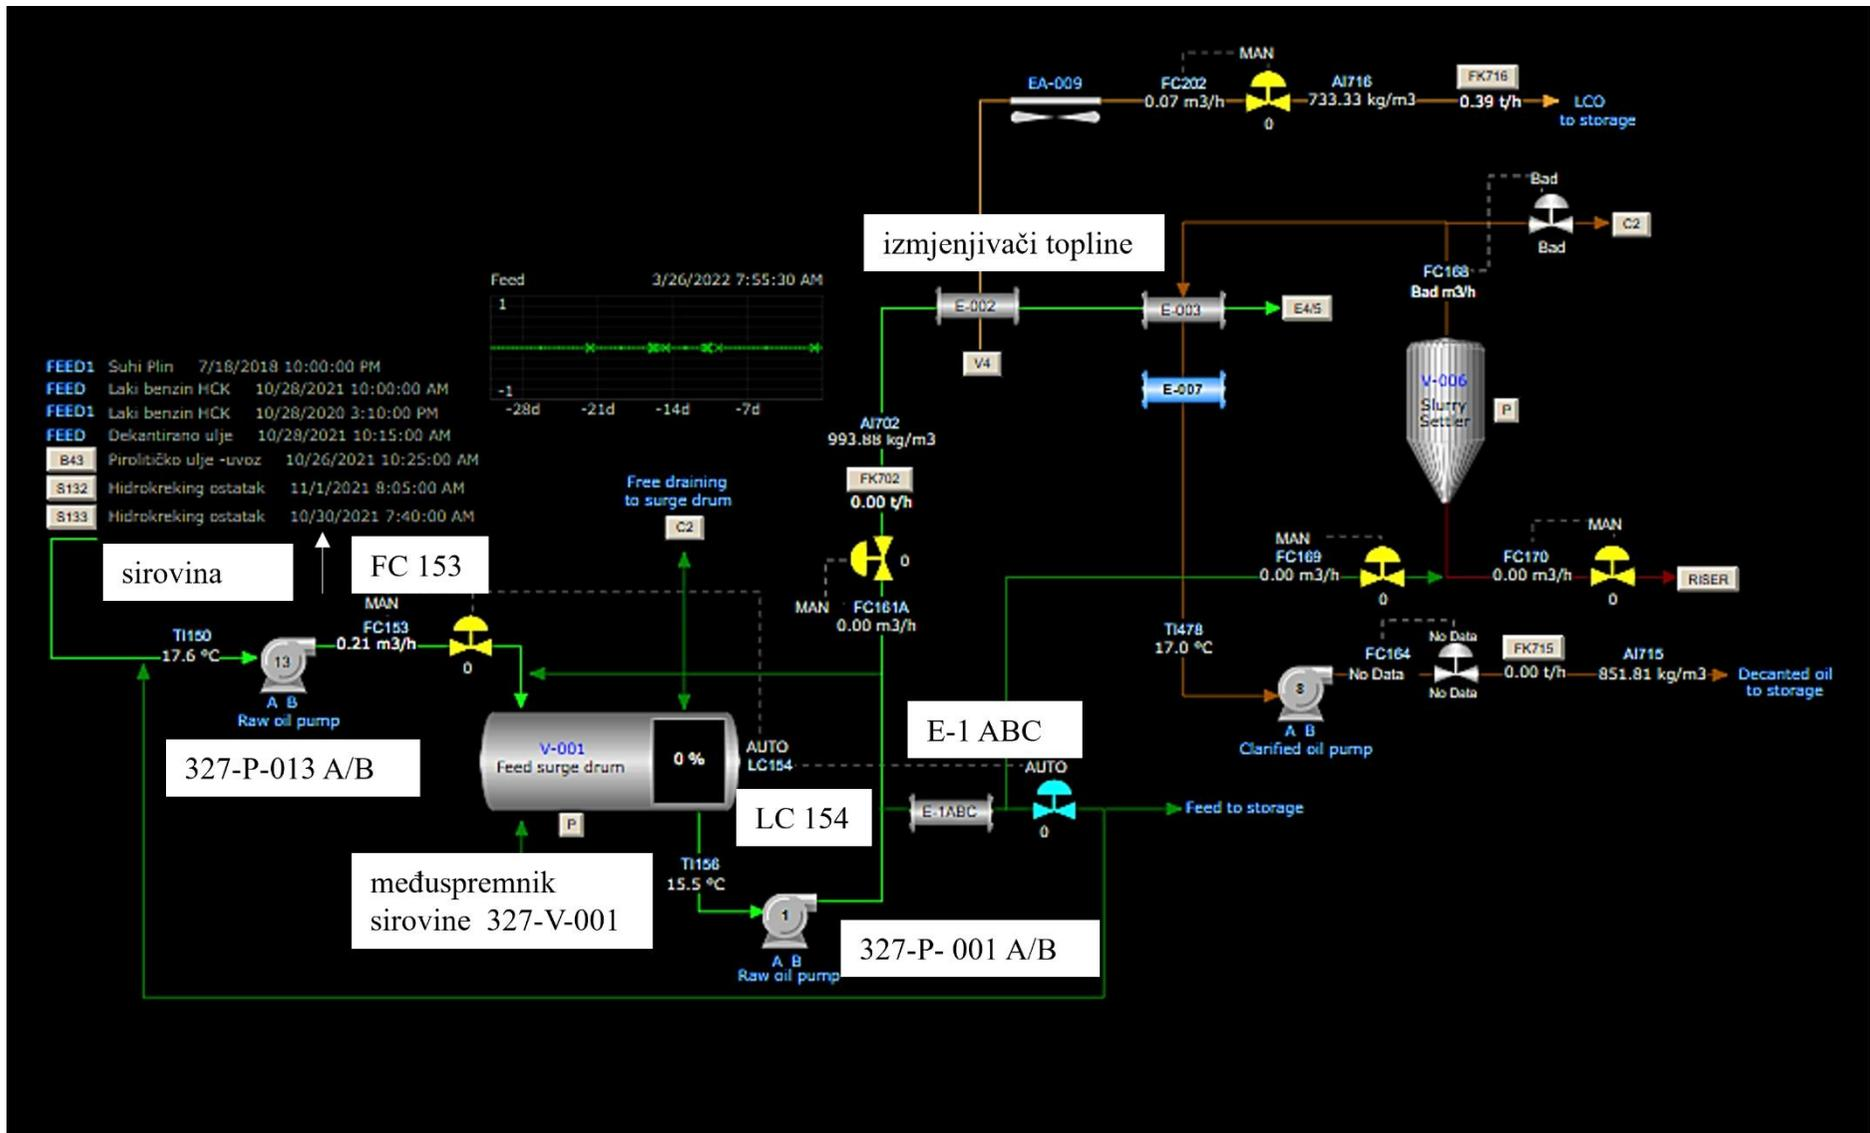 MAN
EA-009
FC202
0.07 m3/h
0
AI716
733.33 kg/m3
FK716
0.39 t/h
LCO
to storage
Bad
Bad
C2
izmjenjivači topline
FC168
Bad m3/h
Feed
3/26/2022 7:55:30 AM
1
-1
-28d
-21d
-14d
-7d
E-002
E-003
E4/5
V4
E-007
V-006
Slurry
Settler
P
FEED1 Suhi Plin 7/18/2018 10:00:00 PM
FEED Laki benzin HCK 10/28/2021 10:00:00 AM
FEED1 Laki benzin HCK 10/28/2020 3:10:00 PM
FEED Dekantirano ulje 10/28/2021 10:15:00 AM
B43 Pirolitičko ulje -uvoz 10/26/2021 10:25:00 AM
S132 Hidrokreking ostatak 11/1/2021 8:05:00 AM
S133 Hidrokreking ostatak 10/30/2021 7:40:00 AM
AI702
993.88 kg/m3
FK702
0.00 t/h
0
MAN
FC161A
0.00 m3/h
Free draining
to surge drum
C2
sirovina
FC 153
MAN
FC153
0.21 m3/h
0
TI150
17.6 ºC
13
A B
Raw oil pump
327-P-013 A/B
MAN
FC169
0.00 m3/h
0
MAN
FC170
0.00 m3/h
0
RISER
TI478
17.0 ºC
8
A B
Clarified oil pump
FC164
No Data
No Data
No Data
FK715
0.00 t/h
AI715
851.81 kg/m3
Decanted oil
to storage
V-001
Feed surge drum
0 %
P
AUTO
LC154
LC 154
E-1 ABC
E-1ABC
AUTO
0
Feed to storage
međuspremnik
sirovine 327-V-001
TI156
15.5 ºC
1
A B
Raw oil pump
327-P- 001 A/B